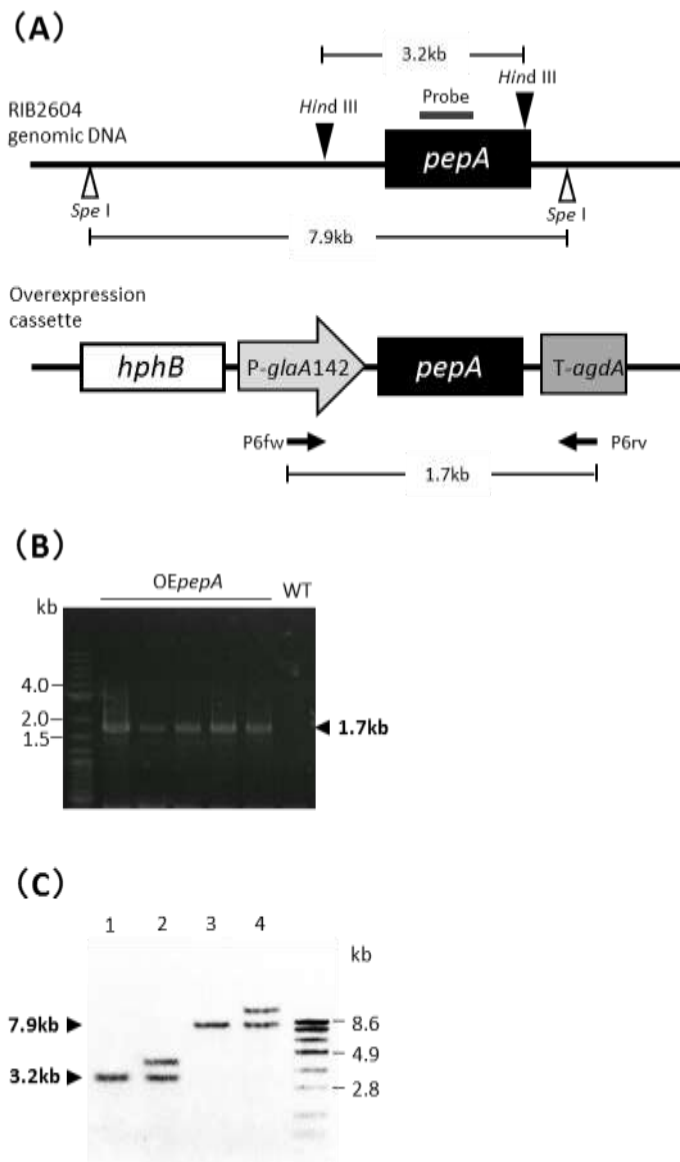 (A)
3.2kb
Hind III
Hind III
Probe
RIB2604
genomic DNA
pepA
Spe I
Spe I
7.9kb
Overexpression
cassette
hphB
P-glaA142
pepA
T-agdA
P6fw
P6rv
1.7kb
(B)
OEpepA
WT
kb
4.0
2.0
1.5
1.7kb
(C)
1 2 3 4
kb
7.9kb
8.6
4.9
3.2kb
2.8